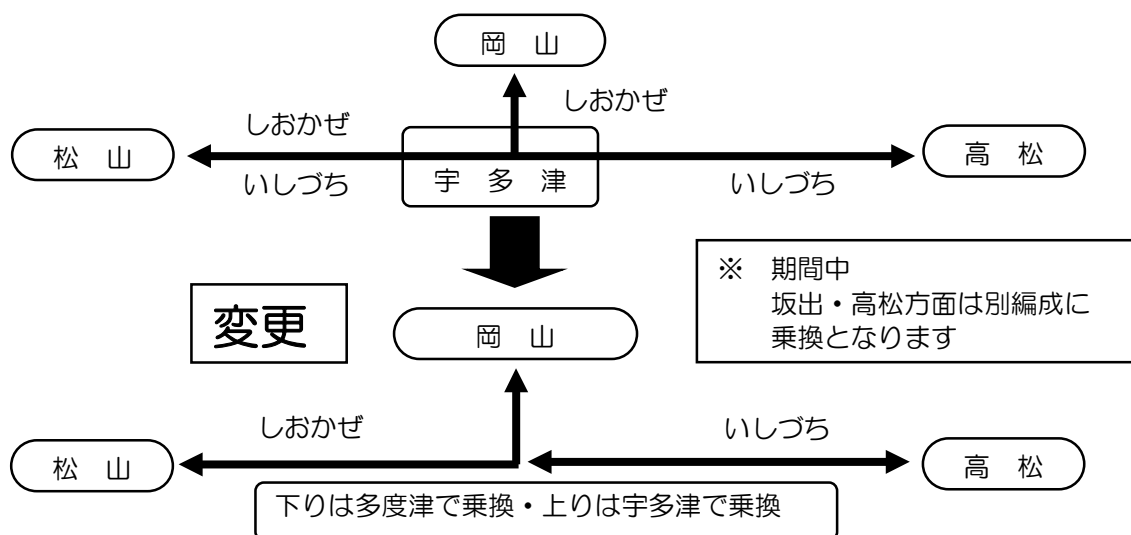 岡 山
しおかぜ
しおかぜ
松 山
高 松
宇 多 津
いしづち
いしづち
※ 期間中
坂出・高松方面は別編成に
乗換となります
変更
岡 山
しおかぜ
いしづち
松 山
高 松
下りは多度津で乗換・上りは宇多津で乗換